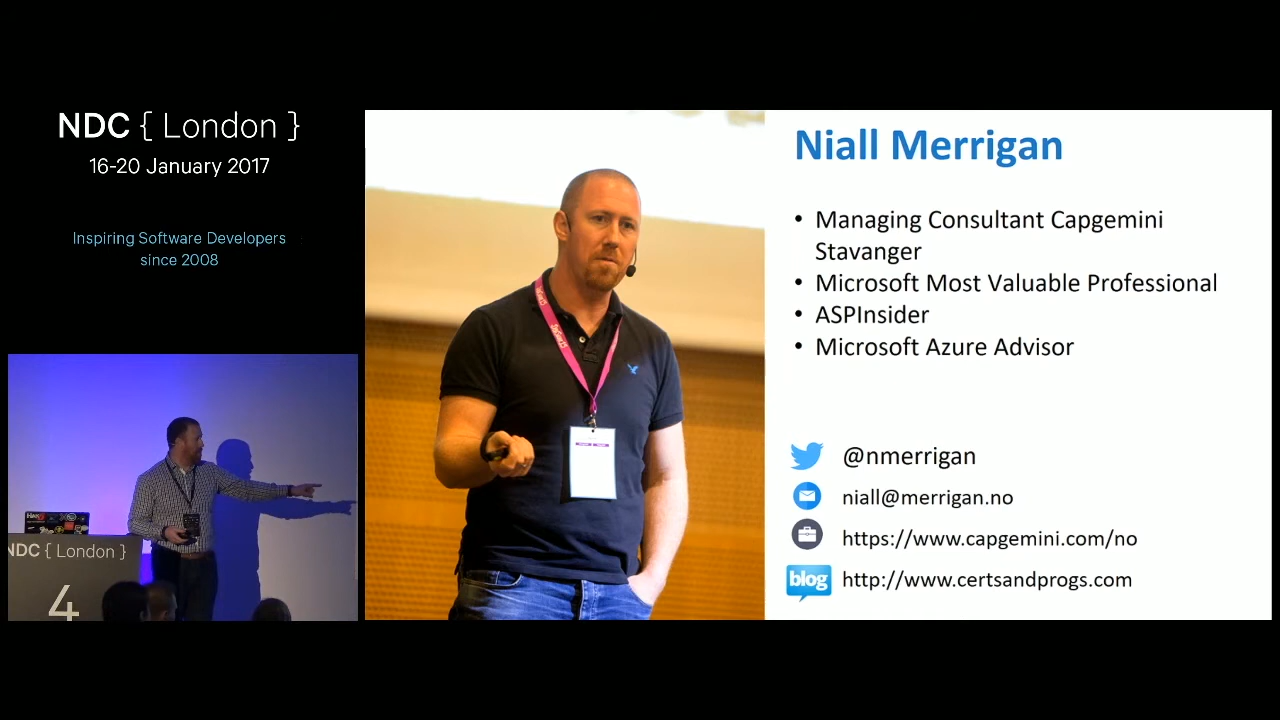 NDC { London }
16-20 January 2017
Inspiring Software Developers
since 2008
NDC { London }
4
Niall Merrigan
• Managing Consultant Capgemini
Stavanger
• Microsoft Most Valuable Professional
• ASPInsider
• Microsoft Azure Advisor
@nmerrigan
niall@merrigan.no
https://www.capgemini.com/no
blog http://www.certsandprogs.com